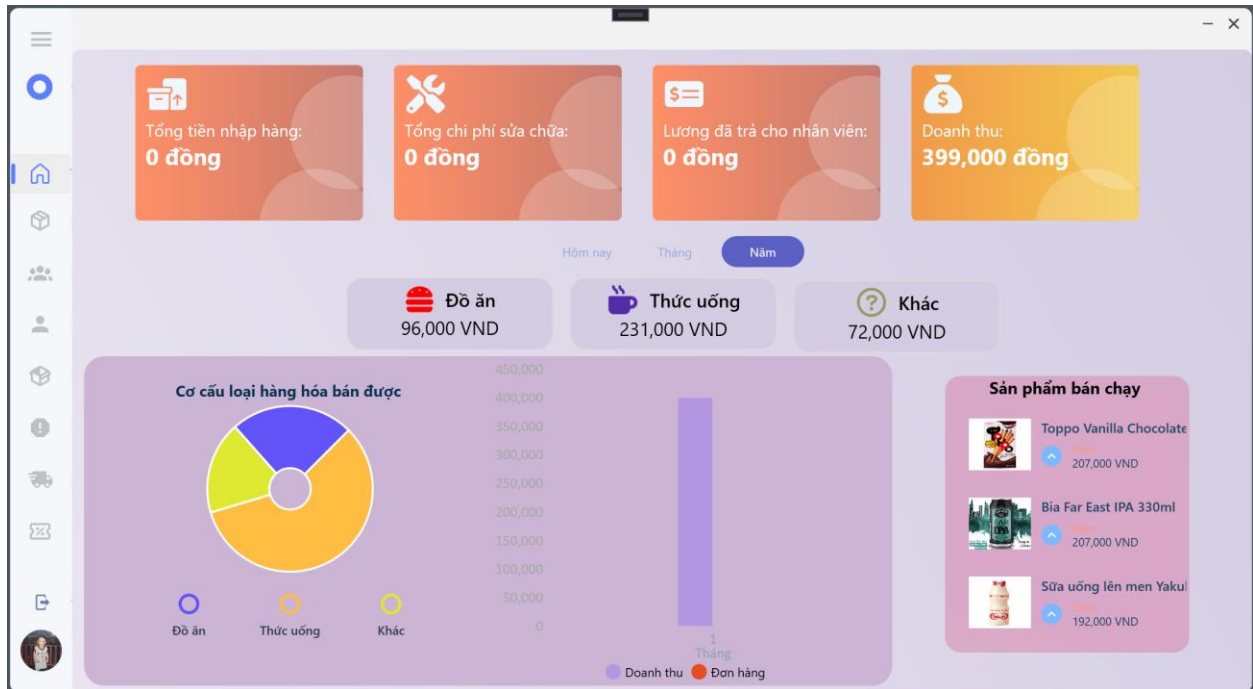 Tổng tiền nhập hàng:
0 đồng
Tổng chi phí sửa chữa:
0 đồng
Lương đã trả cho nhân viên:
0 đồng
Doanh thu:
399,000 đồng
Hôm nay
Tháng
Năm
Đồ ăn
96,000 VND
Thức uống
231,000 VND
Khác
72,000 VND
Cơ cấu loại hàng hóa bán được
Đồ ăn
Thức uống
Khác
450,000
400,000
350,000
300,000
250,000
200,000
150,000
100,000
50,000
0
1
Tháng
Doanh thu
Đơn hàng
Sản phẩm bán chạy
Toppo Vanilla Chocolate
207,000 VND
Bia Far East IPA 330ml
207,000 VND
Sữa uống lên men Yakul
192,000 VND